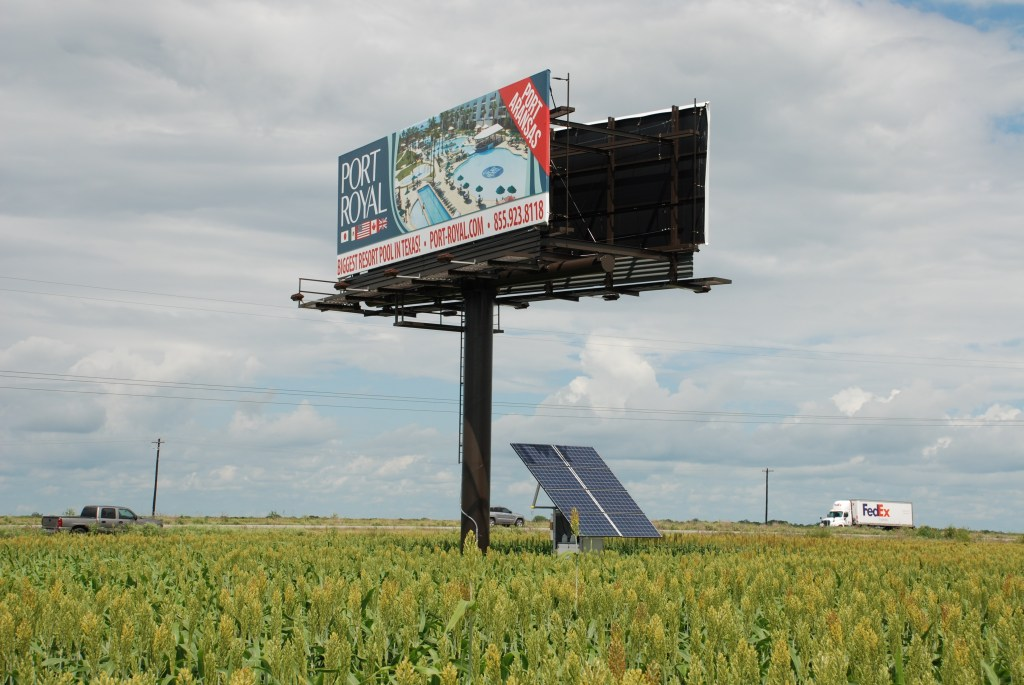 PORT
ROYAL
PORT
ARANSAS
BIGGEST RESORT POOL IN TEXAS! • PORT-ROYAL.COM • 855.923.8118
FedEx